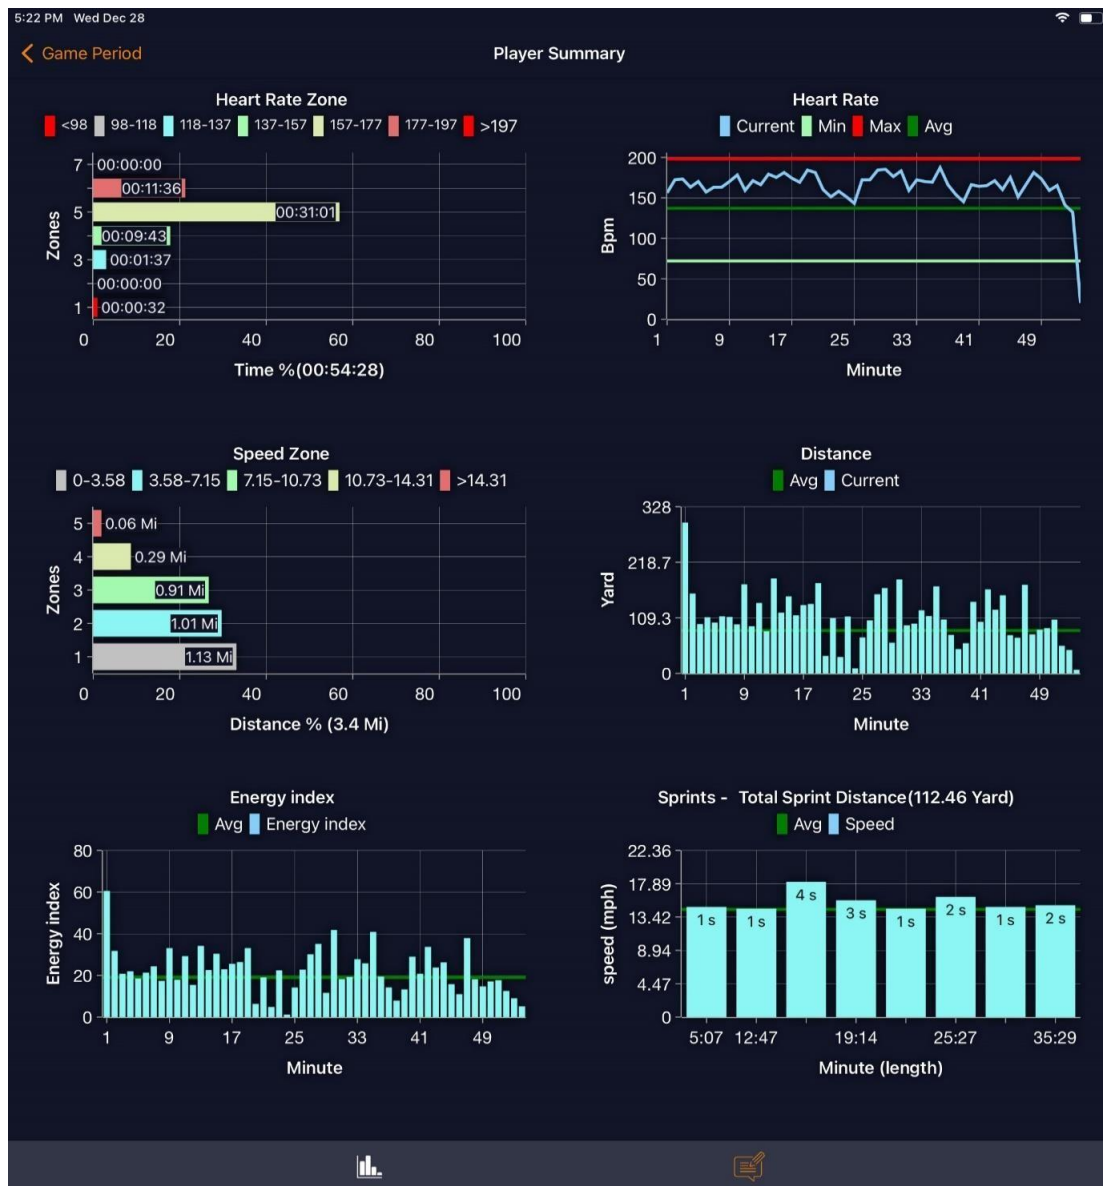 5:22 PM Wed Dec 28
Game Period
Player Summary
Heart Rate Zone
<98 98-118 118-137 137-157 157-177 177-197 >197
Zones
7 00:00:00
00:11:36
5 00:31:01
00:09:43
3 00:01:37
00:00:00
1 00:00:32
0 20 40 60 80 100
Time %(00:54:28)
Heart Rate
Current Min Max Avg
Bpm
200
150
100
50
0
1 9 17 25 33 41 49
Minute
Speed Zone
0-3.58 3.58-7.15 7.15-10.73 10.73-14.31 >14.31
Zones
5 0.06 Mi
4 0.29 Mi
3 0.91 Mi
2 1.01 Mi
1 1.13 Mi
0 20 40 60 80 100
Distance % (3.4 Mi)
Distance
Avg Current
Yard
328
218.7
109.3
0
1 9 17 25 33 41 49
Minute
Energy index
Avg Energy index
Energy index
80
60
40
20
0
1 9 17 25 33 41 49
Minute
Sprints - Total Sprint Distance(112.46 Yard)
Avg Speed
speed (mph)
22.36
17.89
13.42
8.94
4.47
0
1 s 1 s 4 s 3 s 1 s 2 s 1 s 2 s
5:07 12:47 19:14 25:27 35:29
Minute (length)